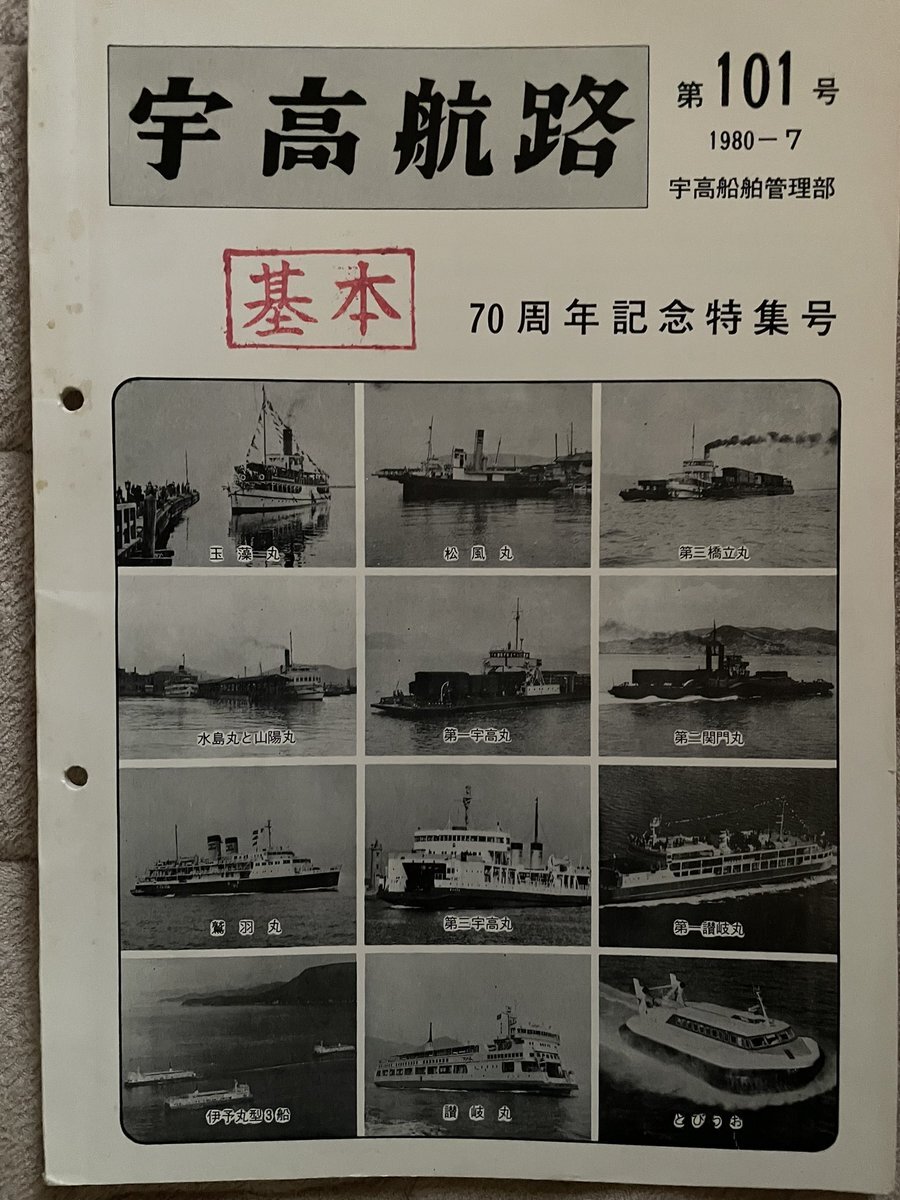 宇高航路
第101号
1980－7
宇高船舶管理部
基本
70周年記念特集号
玉藻丸
松風丸
第三橋立丸
水島丸と山陽丸
第一宇高丸
第二関門丸
鷲羽丸
第三宇高丸
第一讃岐丸
伊予丸型3船
讃岐丸
とびうお